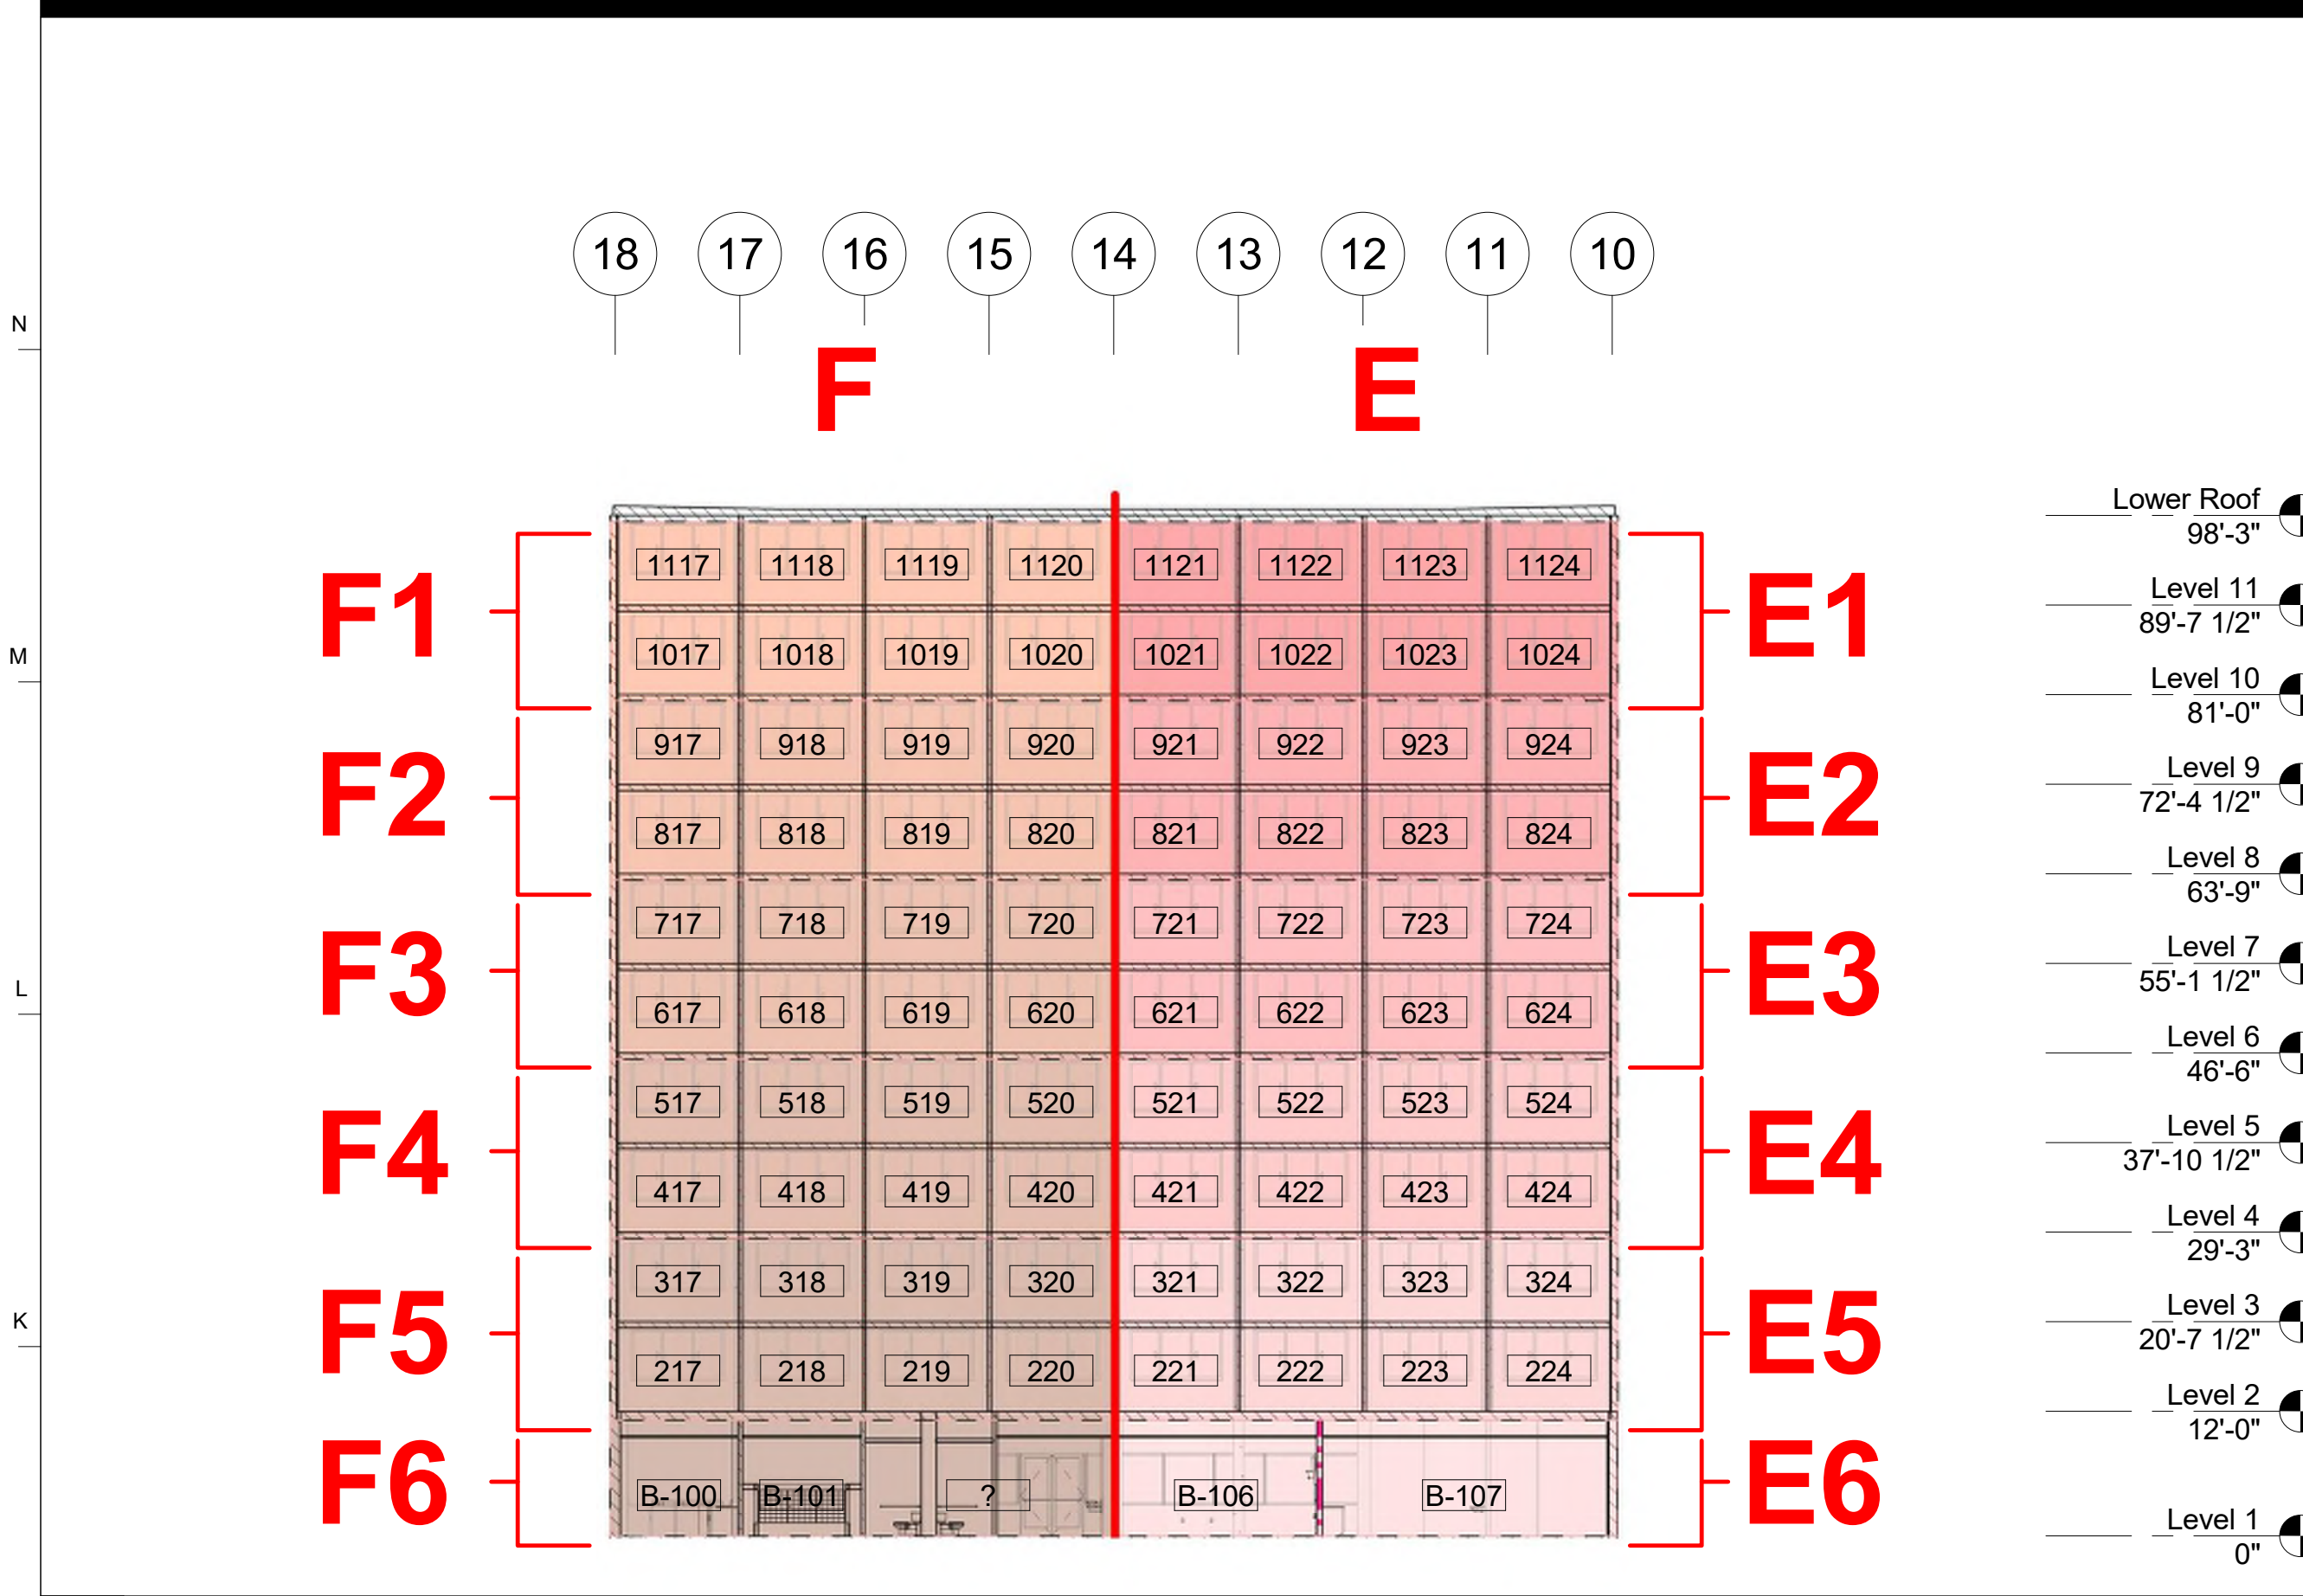 18 17 16 15 14 13 12 11 10
N
F E
Lower Roof
98'-3"
F1
1117 1118 1119 1120 1121 1122 1123 1124
E1
Level 11
89'-7 1/2"
M
1017 1018 1019 1020 1021 1022 1023 1024
Level 10
81'-0"
F2
917 918 919 920 921 922 923 924
E2
Level 9
72'-4 1/2"
817 818 819 820 821 822 823 824
Level 8
63'-9"
F3
717 718 719 720 721 722 723 724
E3
Level 7
55'-1 1/2"
L
617 618 619 620 621 622 623 624
Level 6
46'-6"
F4
517 518 519 520 521 522 523 524
E4
Level 5
37'-10 1/2"
417 418 419 420 421 422 423 424
Level 4
29'-3"
F5
317 318 319 320 321 322 323 324
E5
Level 3
20'-7 1/2"
K
217 218 219 220 221 222 223 224
Level 2
12'-0"
F6
B-100 B-101 ? B-106 B-107
E6
Level 1
0"